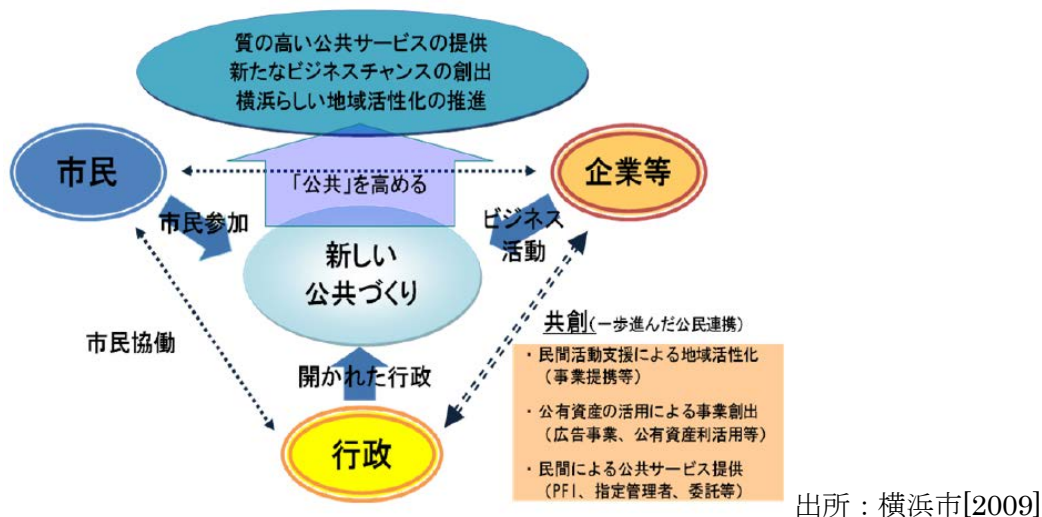 質の高い公共サービスの提供
新たなビジネスチャンスの創出
横浜らしい地域活性化の推進
市民
企業等
「公共」を高める
市民参加
ビジネス
活動
新しい
公共づくり
市民協働
開かれた行政
行政
共創(一歩進んだ公民連携)
・民間活動支援による地域活性化
(事業提携等)
・公有資産の活用による事業創出
(広告事業、公有資産利活用等)
・民間による公共サービス提供
(PFI、指定管理者、委託等)
出所：横浜市[2009]